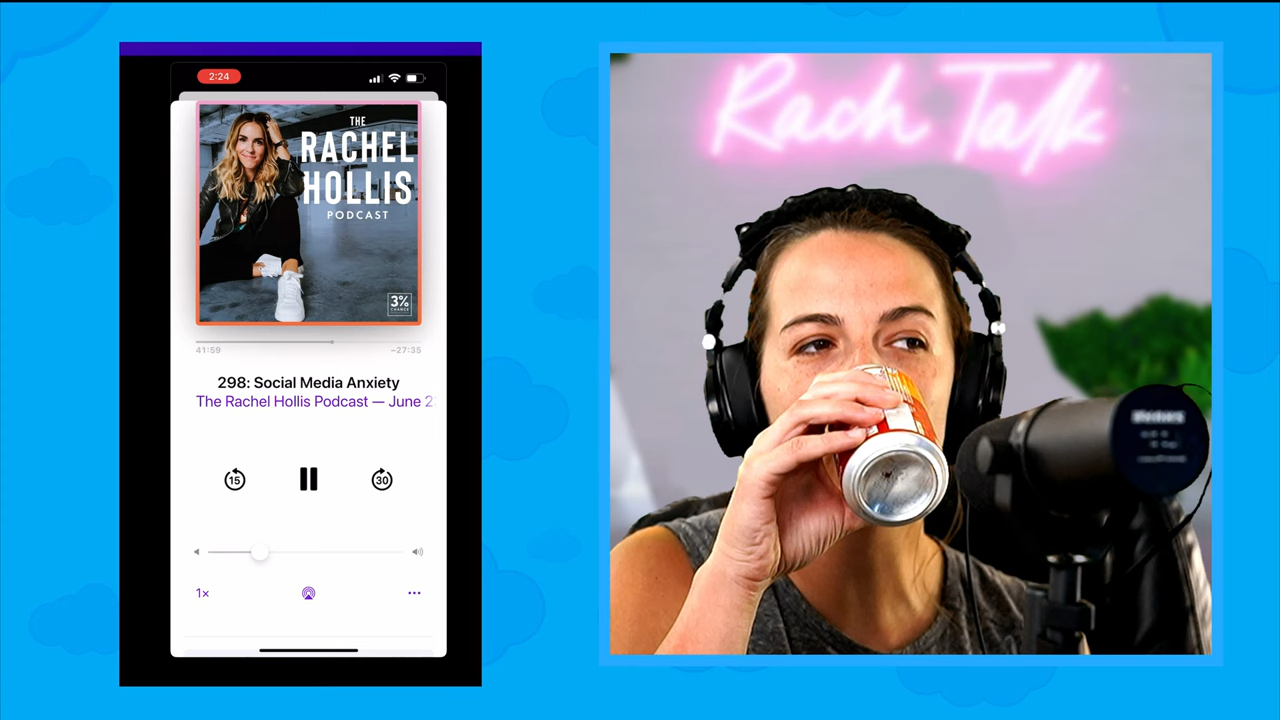 2:24
THE
RACHEL
HOLLIS
PODCAST
3%
CHANCE
41:59
-27:35
298: Social Media Anxiety
The Rachel Hollis Podcast — June 2
15
30
1×
Rach Talk